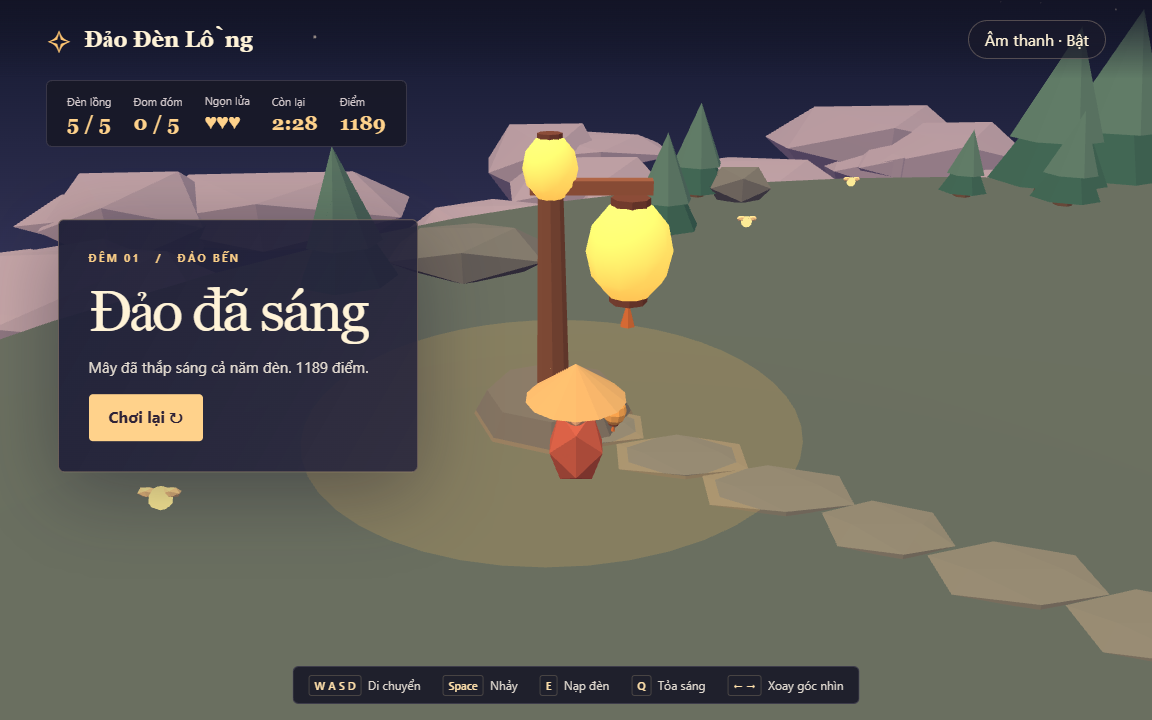 Đảo Đèn Lồng
Âm thanh · Bật
Đèn lồng Đom đóm Ngọn lửa Còn lại Điểm
5 / 5 0 / 5 ♥♥♥ 2:28 1189
ĐÊM 01 / ĐẢO BẾN
Đảo đã sáng
Mây đã thắp sáng cả năm đèn. 1189 điểm.
Chơi lại ↻
W A S D Di chuyển Space Nhảy E Nạp đèn Q Tỏa sáng ← → Xoay góc nhìn